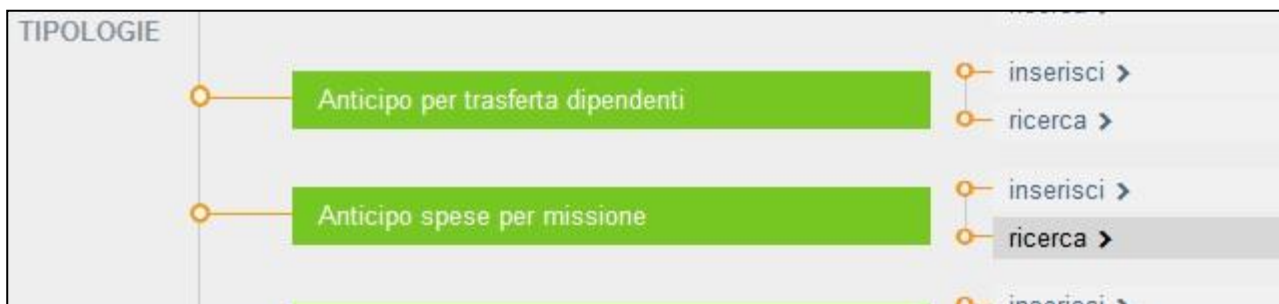 TIPOLOGIE
Anticipo per trasferta dipendenti
inserisci >
ricerca >
Anticipo spese per missione
inserisci >
ricerca >